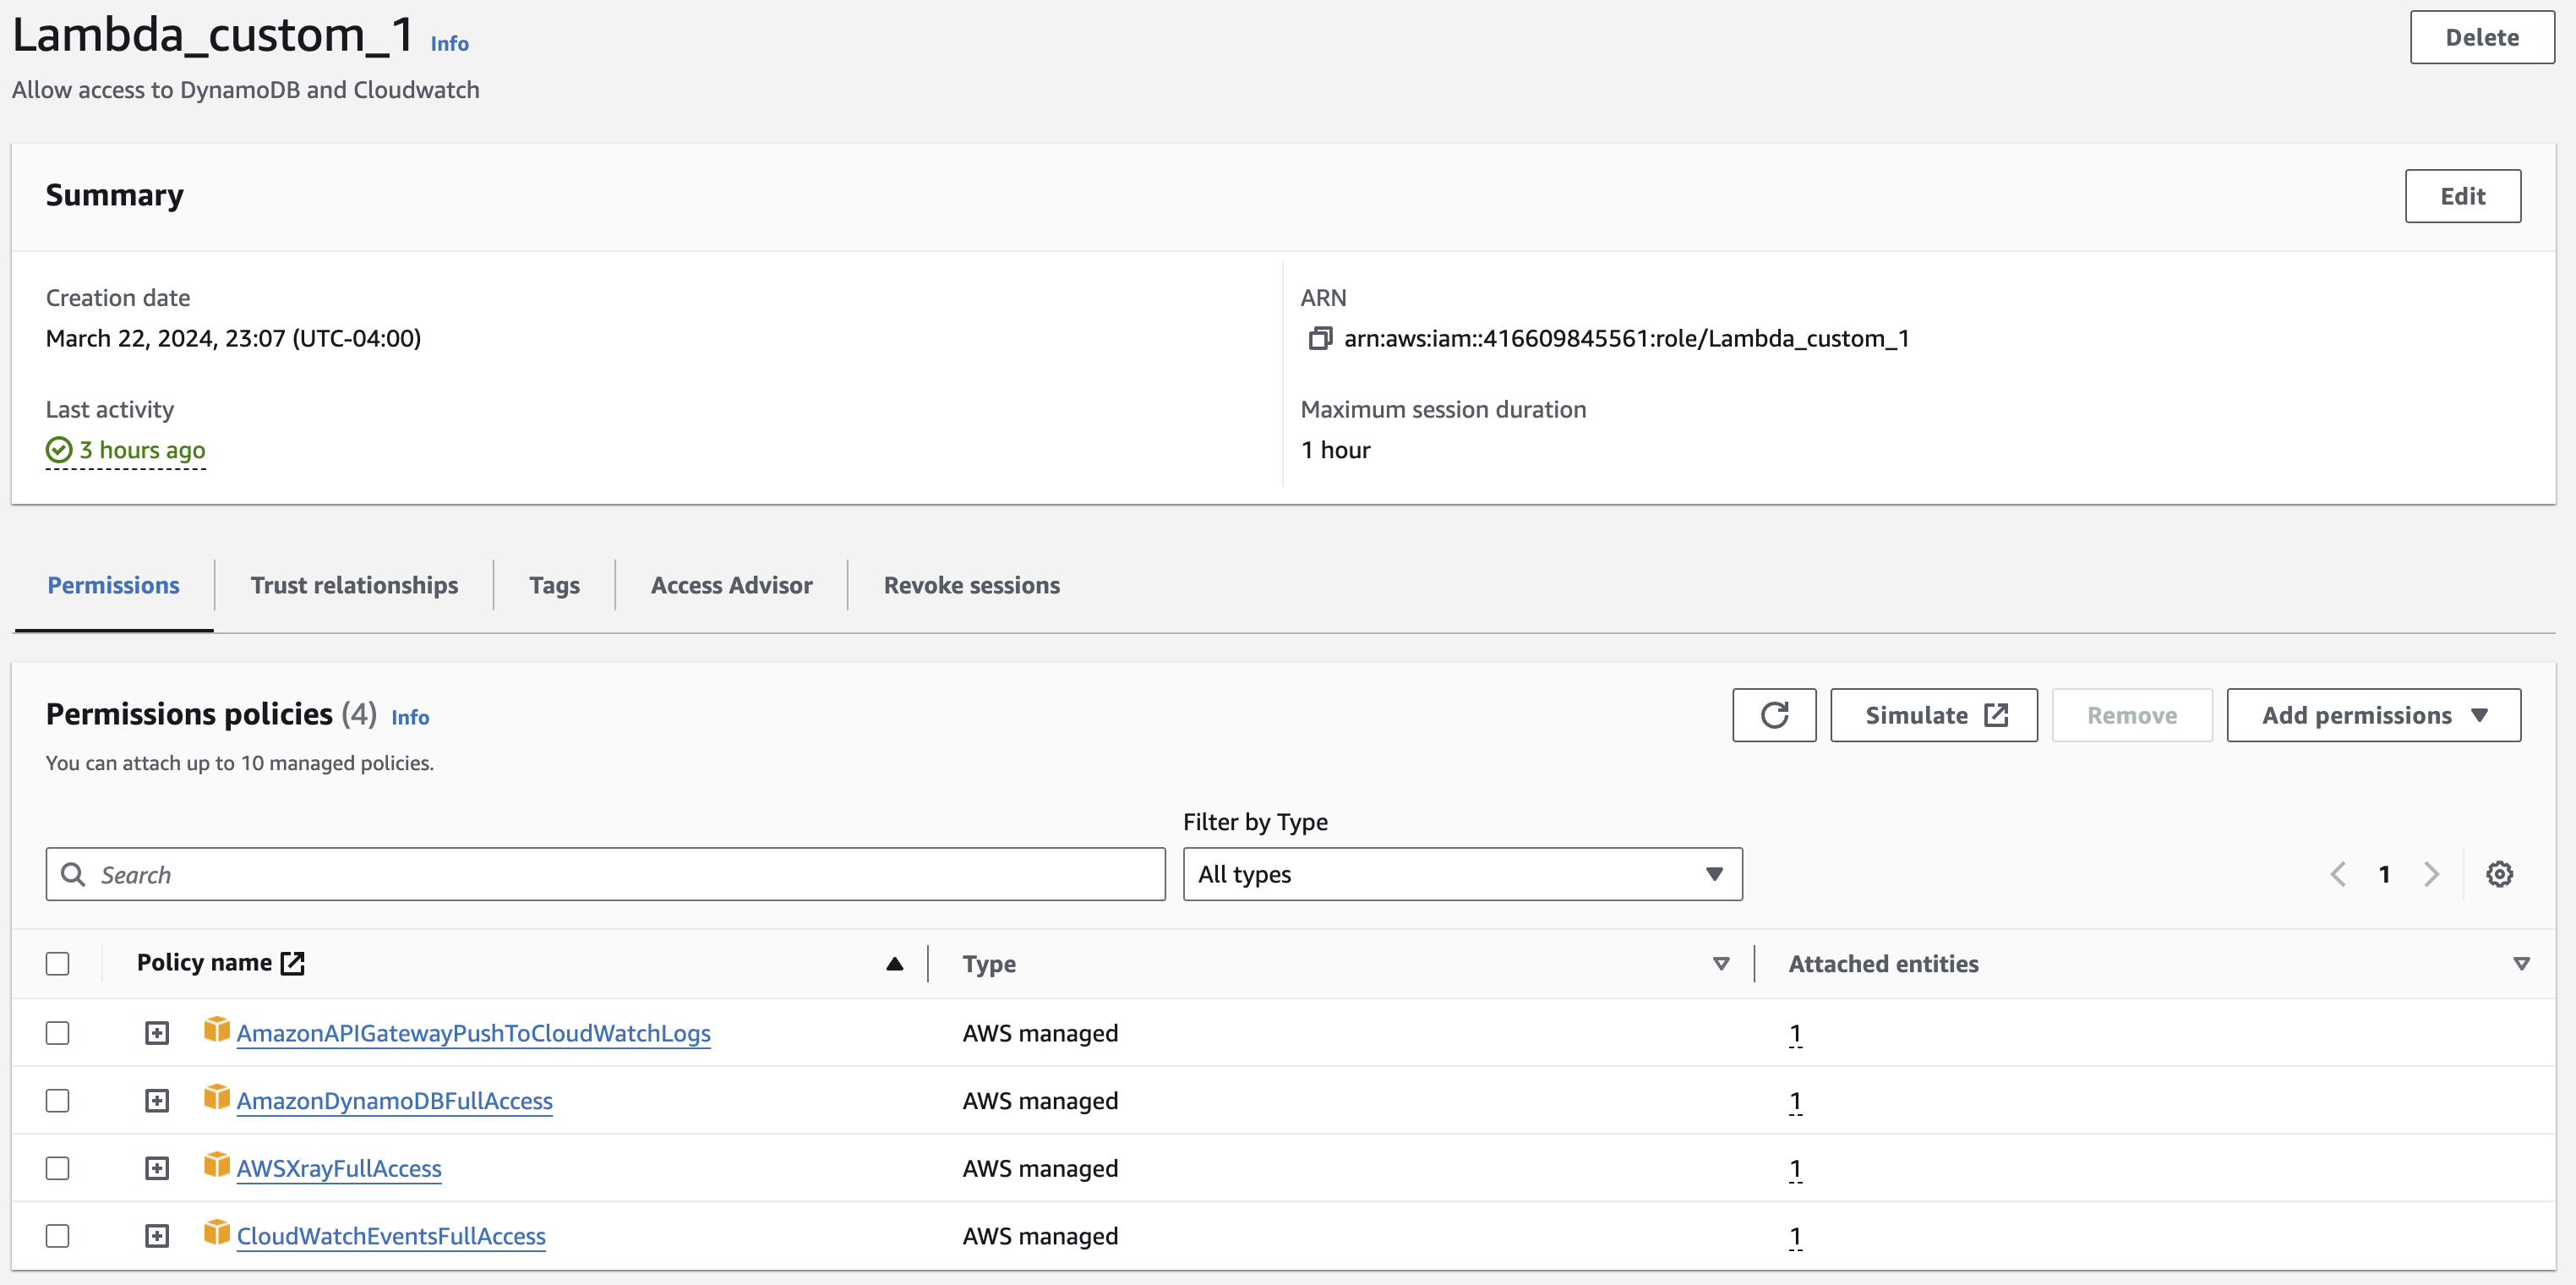 Lambda_custom_1 Info
Delete
Allow access to DynamoDB and Cloudwatch
Summary
Edit
Creation date
March 22, 2024, 23:07 (UTC-04:00)
ARN
arn:aws:iam::416609845561:role/Lambda_custom_1
Last activity
3 hours ago
Maximum session duration
1 hour
Permissions Trust relationships Tags Access Advisor Revoke sessions
Permissions policies (4) Info
Simulate Remove Add permissions
You can attach up to 10 managed policies.
Filter by Type
Search All types 1
Policy name Type Attached entities
AmazonAPIGatewayPushToCloudWatchLogs AWS managed 1
AmazonDynamoDBFullAccess AWS managed 1
AWSXrayFullAccess AWS managed 1
CloudWatchEventsFullAccess AWS managed 1